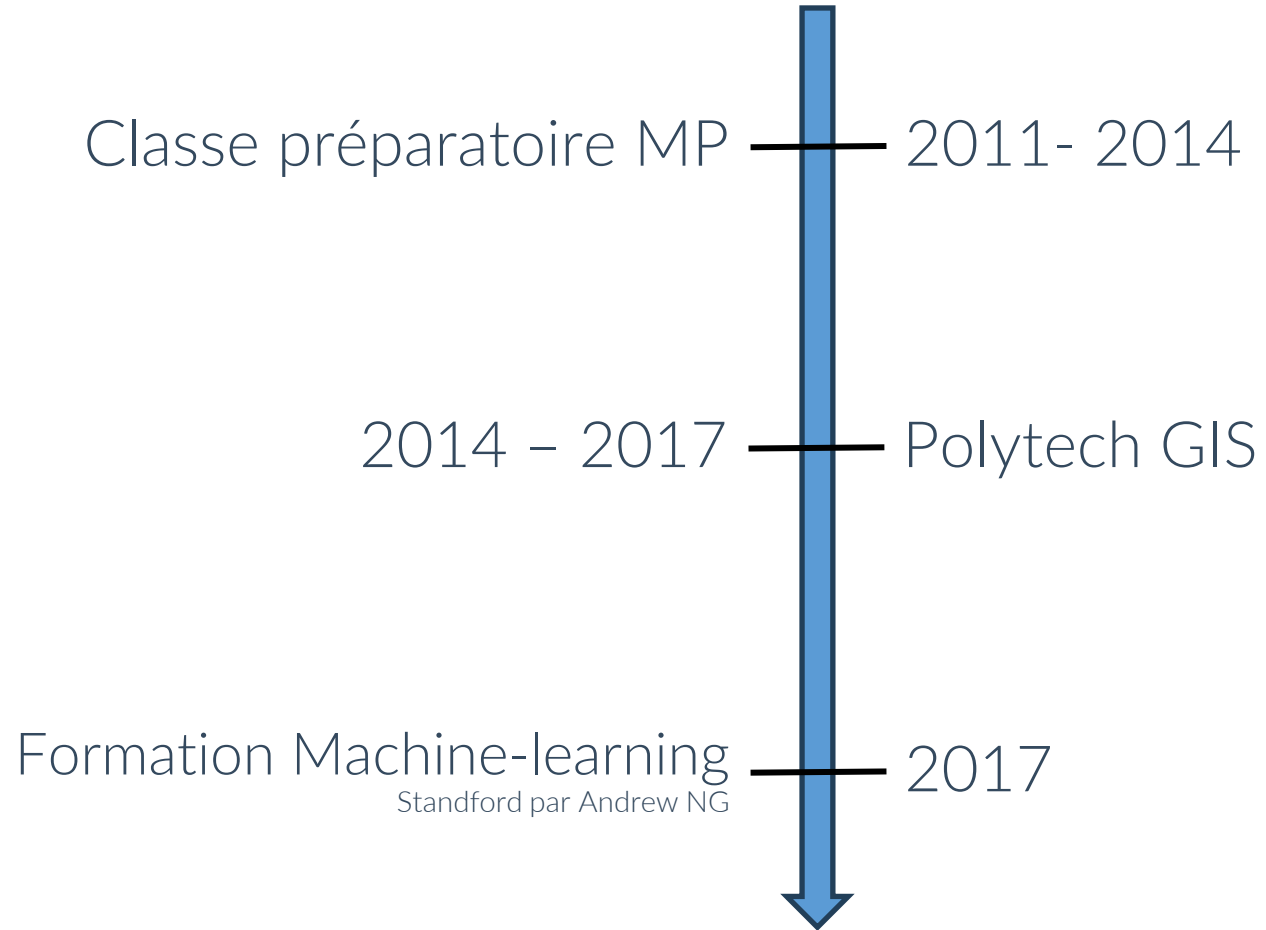 Classe préparatoire MP
2011- 2014
2014 – 2017
Polytech GIS
Formation Machine-learning
Standford par Andrew NG
2017